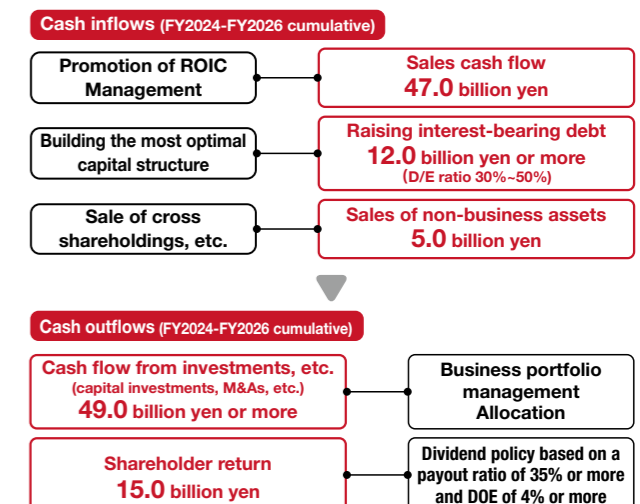 Cash inflows (FY2024-FY2026 cumulative)
Promotion of ROIC
Management
Sales cash flow
47.0 billion yen
Building the most optimal
capital structure
Raising interest-bearing debt
12.0 billion yen or more
(D/E ratio 30%~50%)
Sale of cross
shareholdings, etc.
Sales of non-business assets
5.0 billion yen
Cash outflows (FY2024-FY2026 cumulative)
Cash flow from investments, etc.
(capital investments, M&As, etc.)
49.0 billion yen or more
Business portfolio
management
Allocation
Shareholder return
15.0 billion yen
Dividend policy based on a
payout ratio of 35% or more
and DOE of 4% or more